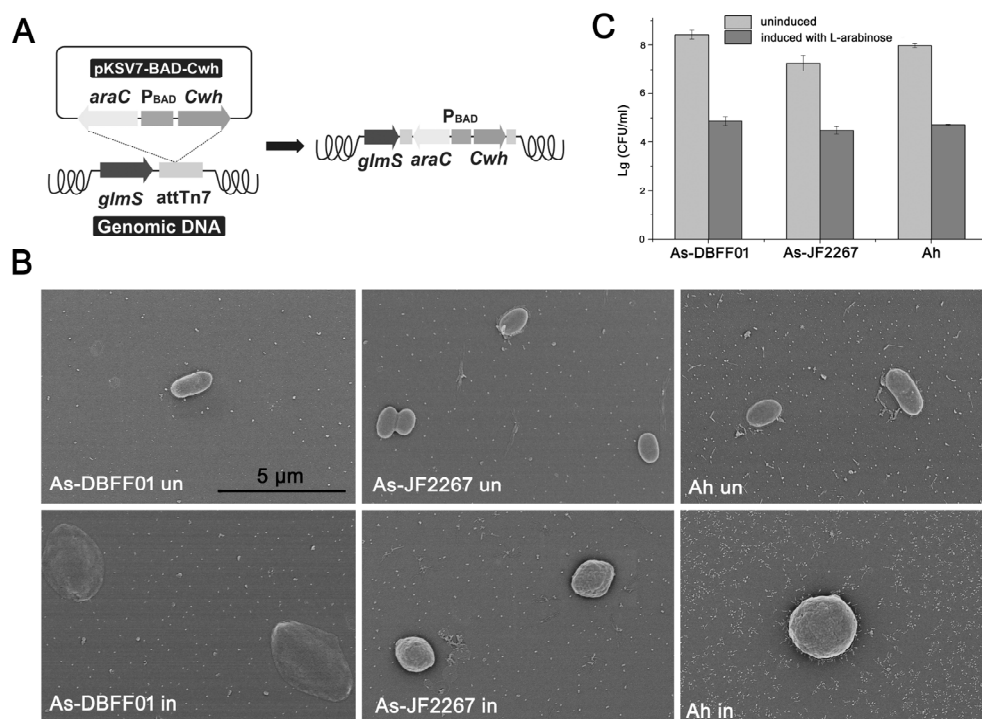 A
pKSV7-BAD-Cwh
araC PBAD Cwh
glmS attTn7
Genomic DNA
PBAD
glmS araC Cwh
C
uninduced
induced with L-arabinose
Lg (CFU/ml)
8
6
4
2
0
As-DBFF01 As-JF2267 Ah
B
As-DBFF01 un
5 µm
As-JF2267 un
Ah un
As-DBFF01 in
As-JF2267 in
Ah in